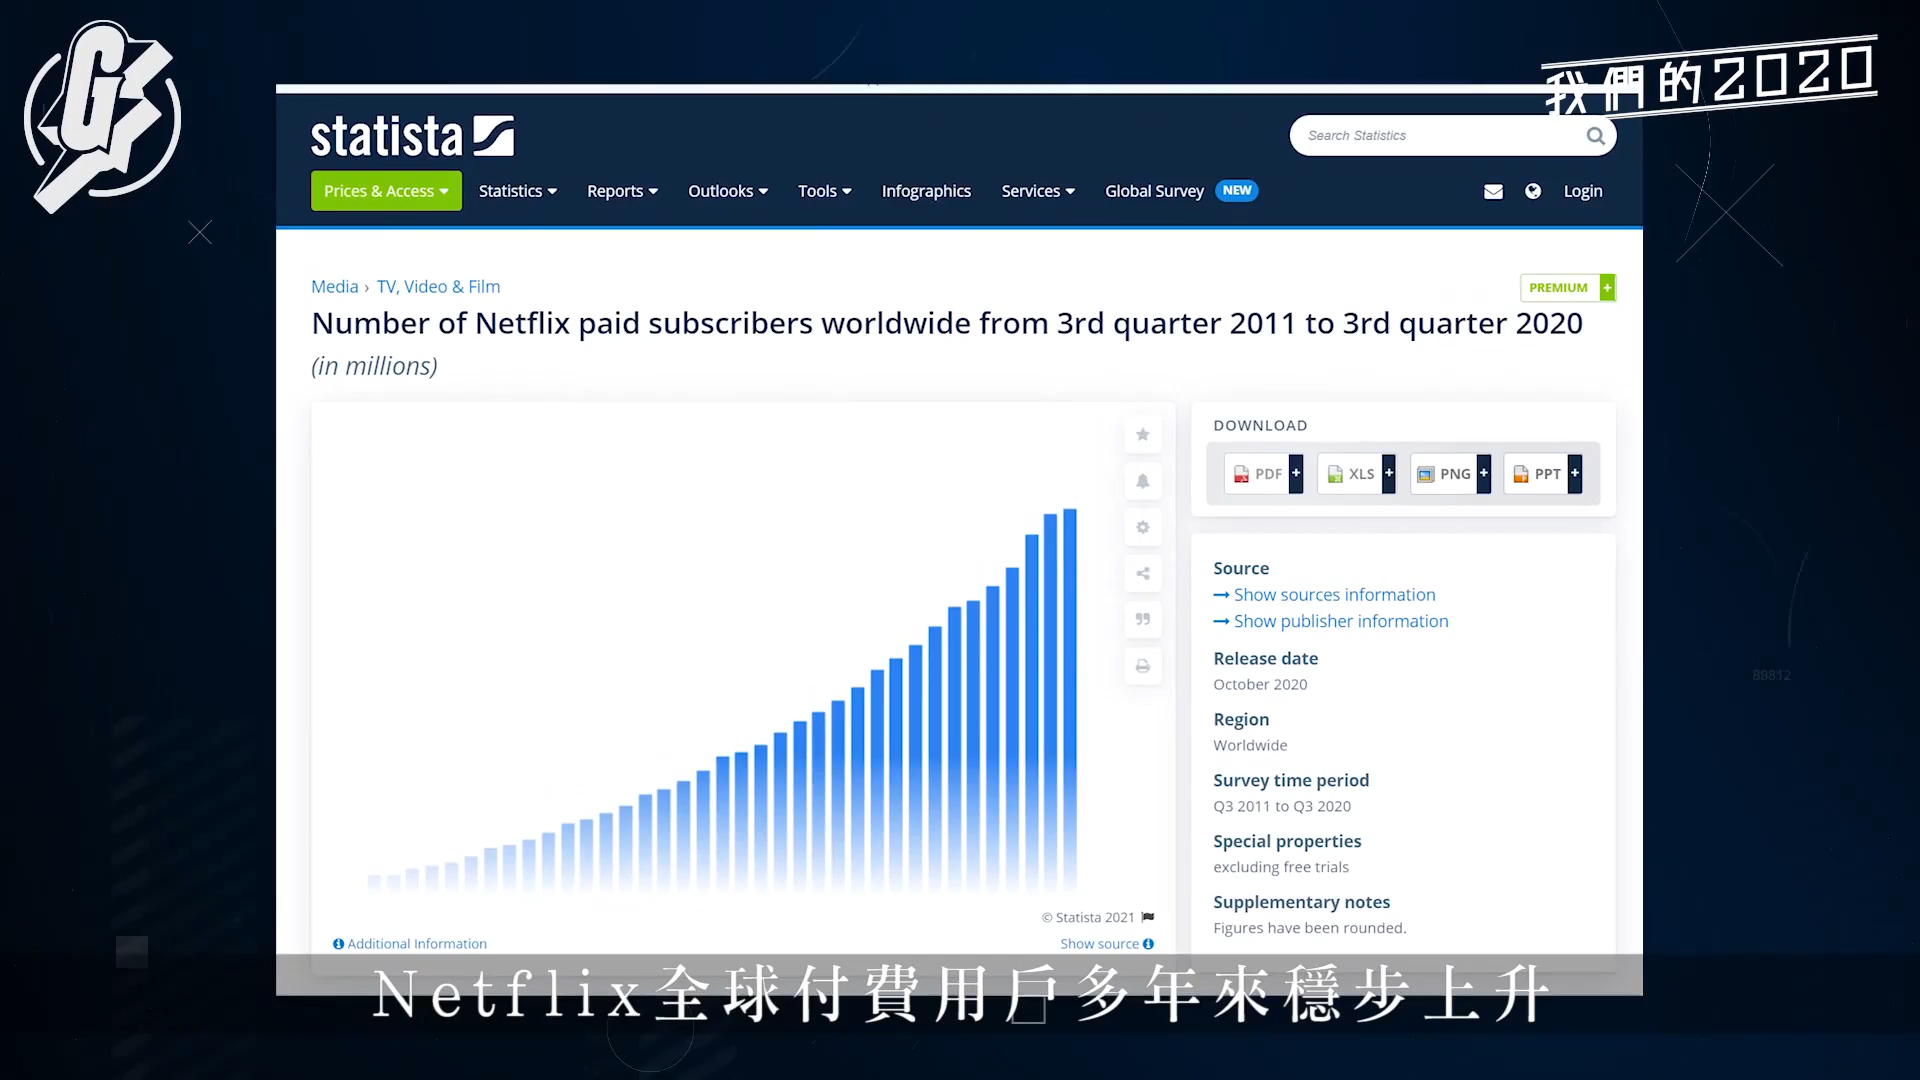 G
我們的2020
statista
Search Statistics
Prices & Access
Statistics
Reports
Outlooks
Tools
Infographics
Services
Global Survey
NEW
Login
Media › TV, Video & Film
PREMIUM +
Number of Netflix paid subscribers worldwide from 3rd quarter 2011 to 3rd quarter 2020
(in millions)
DOWNLOAD
PDF +
XLS +
PNG +
PPT +
Source
→ Show sources information
→ Show publisher information
Release date
October 2020
Region
Worldwide
Survey time period
Q3 2011 to Q3 2020
Special properties
excluding free trials
Supplementary notes
Figures have been rounded.
© Statista 2021
Additional Information
Show source
89812
Netflix全球付費用戶多年來穩步上升